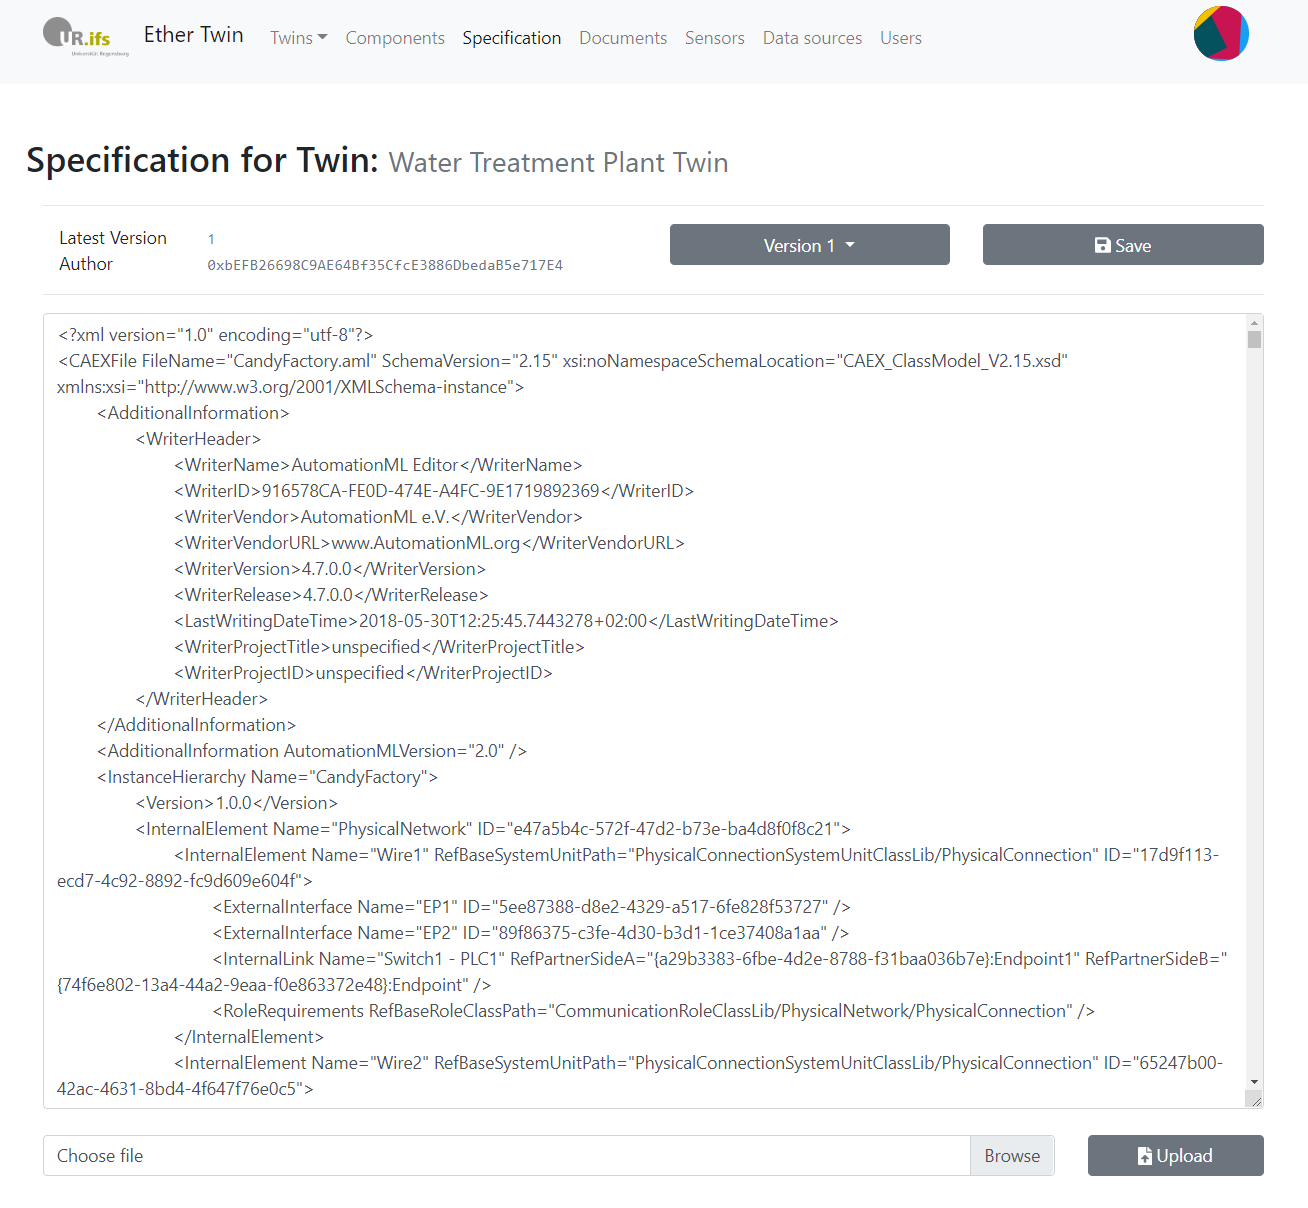 UR.ifs
Universität Regensburg
Ether Twin
Twins
Components
Specification
Documents
Sensors
Data sources
Users
Specification for Twin: Water Treatment Plant Twin
Latest Version 1
Author 0xbEFB26698C9AE64Bf35CfcE3886DbedaB5e717E4
Version 1
Save
<?xml version="1.0" encoding="utf-8"?>
<CAEXFile FileName="CandyFactory.aml" SchemaVersion="2.15" xsi:noNamespaceSchemaLocation="CAEX_ClassModel_V2.15.xsd"
xmlns:xsi="http://www.w3.org/2001/XMLSchema-instance">
<AdditionalInformation>
<WriterHeader>
<WriterName>AutomationML Editor</WriterName>
<WriterID>916578CA-FE0D-474E-A4FC-9E1719892369</WriterID>
<WriterVendor>AutomationML e.V.</WriterVendor>
<WriterVendorURL>www.AutomationML.org</WriterVendorURL>
<WriterVersion>4.7.0.0</WriterVersion>
<WriterRelease>4.7.0.0</WriterRelease>
<LastWritingDateTime>2018-05-30T12:25:45.7443278+02:00</LastWritingDateTime>
<WriterProjectTitle>unspecified</WriterProjectTitle>
<WriterProjectID>unspecified</WriterProjectID>
</WriterHeader>
</AdditionalInformation>
<AdditionalInformation AutomationMLVersion="2.0" />
<InstanceHierarchy Name="CandyFactory">
<Version>1.0.0</Version>
<InternalElement Name="PhysicalNetwork" ID="e47a5b4c-572f-47d2-b73e-ba4d8f0f8c21">
<InternalElement Name="Wire1" RefBaseSystemUnitPath="PhysicalConnectionSystemUnitClassLib/PhysicalConnection" ID="17d9f113-
ecd7-4c92-8892-fc9d609e604f">
<ExternalInterface Name="EP1" ID="5ee87388-d8e2-4329-a517-6fe828f53727" />
<ExternalInterface Name="EP2" ID="89f86375-c3fe-4d30-b3d1-1ce37408a1aa" />
<InternalLink Name="Switch1 - PLC1" RefPartnerSideA="{a29b3383-6fbe-4d2e-8788-f31baa036b7e}:Endpoint1" RefPartnerSideB="
{74f6e802-13a4-44a2-9eaa-f0e863372e48}:Endpoint" />
<RoleRequirements RefBaseRoleClassPath="CommunicationRoleClassLib/PhysicalNetwork/PhysicalConnection" />
</InternalElement>
<InternalElement Name="Wire2" RefBaseSystemUnitPath="PhysicalConnectionSystemUnitClassLib/PhysicalConnection" ID="65247b00-
42ac-4631-8bd4-4f647f76e0c5">
Choose file
Browse
Upload